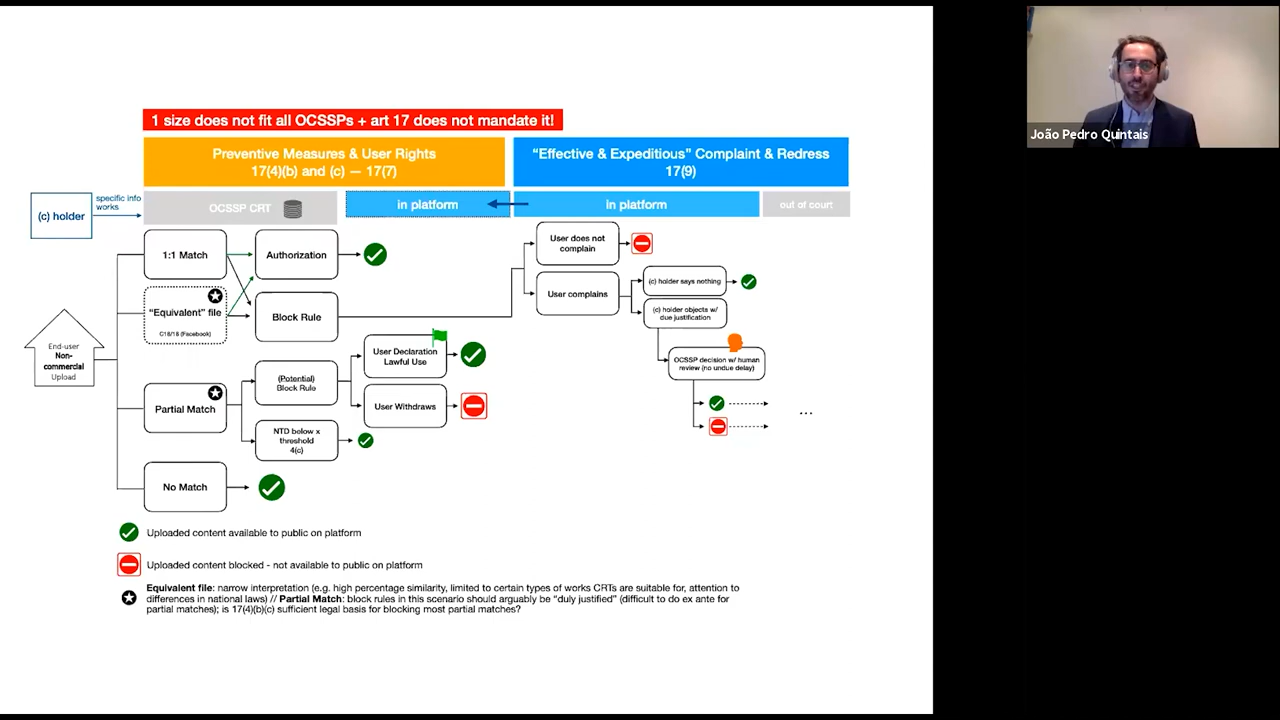 1 size does not fit all OCSSPs + art 17 does not mandate it!
Preventive Measures & User Rights
17(4)(b) and (c) — 17(7)
“Effective & Expeditious” Complaint & Redress
17(9)
(c) holder
specific info
works
OCSSP CRT
in platform
in platform
out of court
1:1 Match
Authorization
“Equivalent” file
C18/18 (Facebook)
Block Rule
User does not
complain
User complains
(c) holder says nothing
(c) holder objects w/
due justification
OCSSP decision w/ human
review (no undue delay)
...
End-user
Non-
commercial
Upload
Partial Match
(Potential)
Block Rule
User Declaration
Lawful Use
User Withdraws
NTD below x
threshold
4(c)
No Match
Uploaded content available to public on platform
Uploaded content blocked - not available to public on platform
Equivalent file: narrow interpretation (e.g. high percentage similarity, limited to certain types of works CRTs are suitable for, attention to
differences in national laws) // Partial Match: block rules in this scenario should arguably be “duly justified” (difficult to do ex ante for
partial matches); is 17(4)(b)(c) sufficient legal basis for blocking most partial matches?
João Pedro Quintais